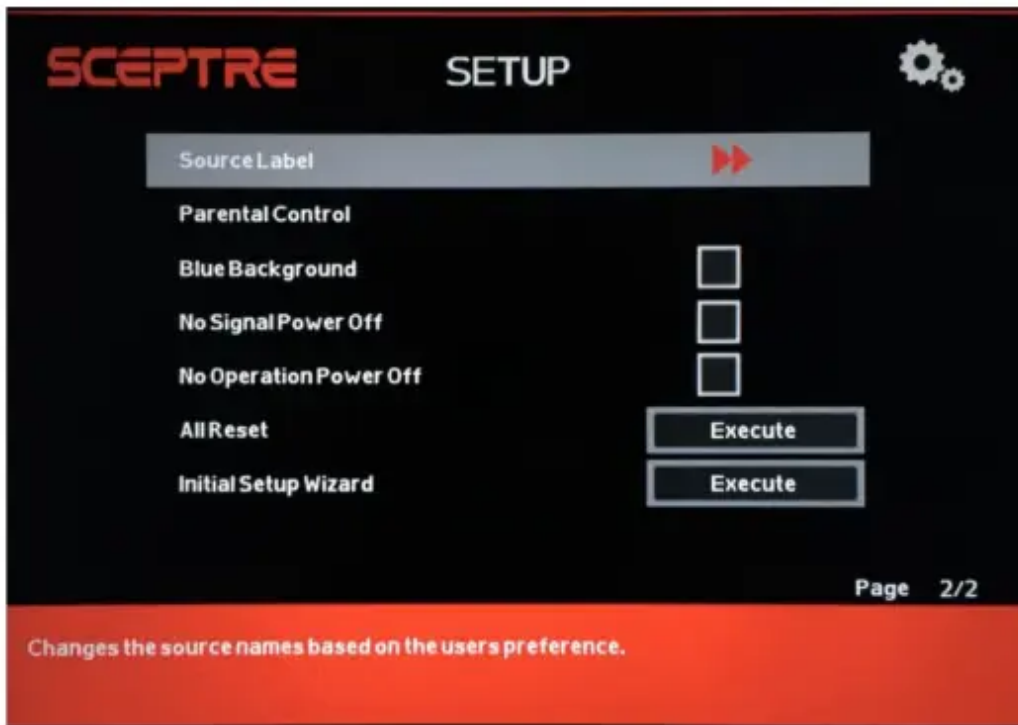 SCEPTRE SETUP
Source Label
Parental Control
Blue Background
No Signal Power Off
No Operation Power Off
All Reset Execute
Initial Setup Wizard Execute
Page 2/2
Changes the source names based on the users preference.